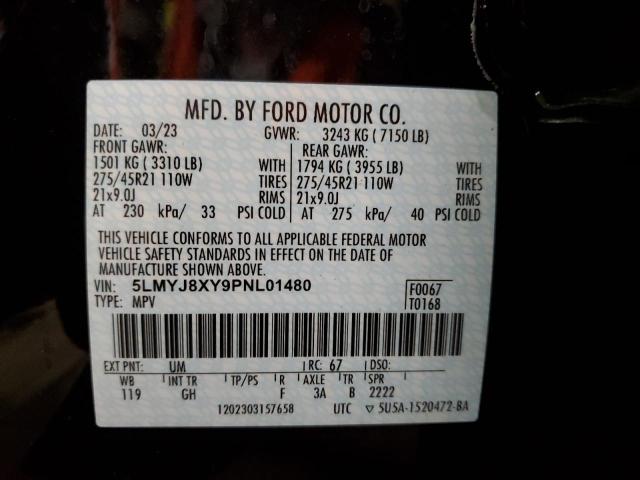 MFD. BY FORD MOTOR CO.
DATE: 03/23 GVWR: 3243 KG ( 7150 LB)
FRONT GAWR: REAR GAWR:
1501 KG ( 3310 LB) WITH 1794 KG ( 3955 LB) WITH
275/45R21 110W TIRES 275/45R21 110W TIRES
21x9.0J RIMS 21x9.0J RIMS
AT 230 kPa/ 33 PSI COLD AT 275 kPa/ 40 PSI COLD
THIS VEHICLE CONFORMS TO ALL APPLICABLE FEDERAL MOTOR
VEHICLE SAFETY STANDARDS IN EFFECT ON THE DATE OF
MANUFACTURE SHOWN ABOVE.
VIN: 5LMYJ8XY9PNL01480 F0067
TYPE: MPV T0168
EXT PNT: UM RC: 67 DSO:
WB INT TR TP/PS R AXLE TR SPR
119 GH F 3A B 2222
1202303157658 UTC ▽ 5U5A-1520472-BA